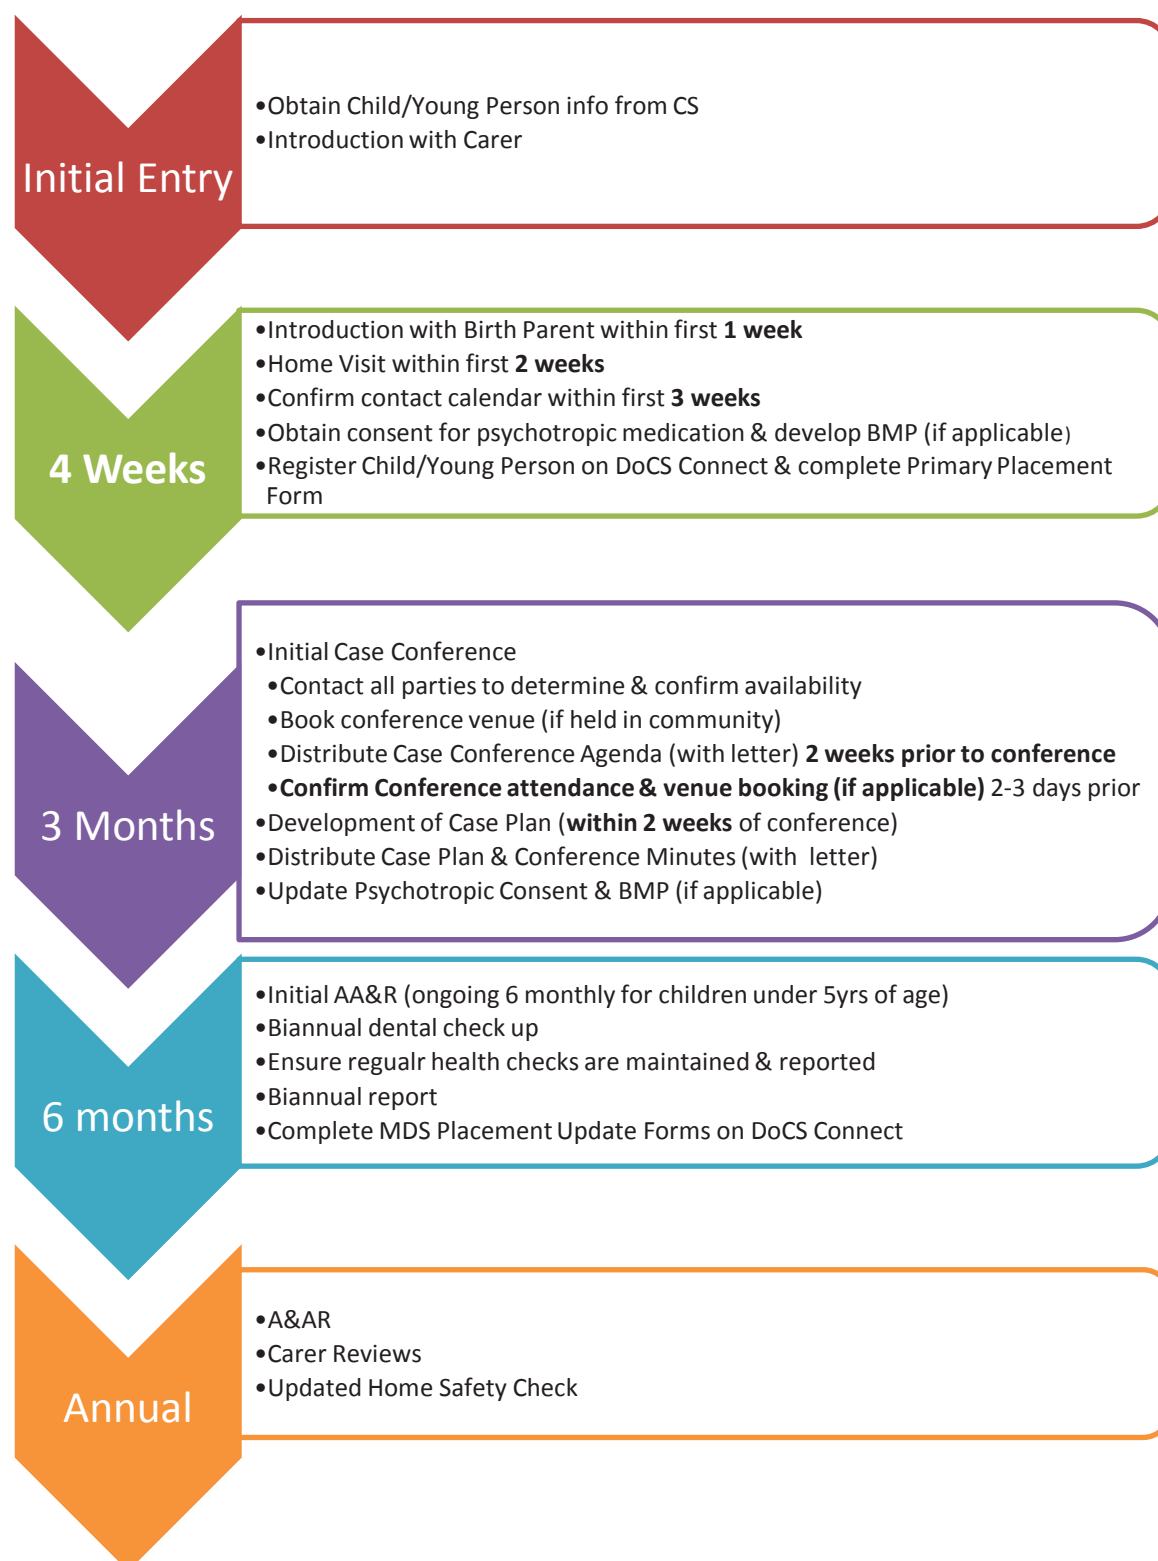 Initial Entry
•Obtain Child/Young Person info from CS
•Introduction with Carer
4 Weeks
•Introduction with Birth Parent within first 1 week
•Home Visit within first 2 weeks
•Confirm contact calendar within first 3 weeks
•Obtain consent for psychotropic medication & develop BMP (if applicable)
•Register Child/Young Person on DoCS Connect & complete Primary Placement
Form
3 Months
•Initial Case Conference
•Contact all parties to determine & confirm availability
•Book conference venue (if held in community)
•Distribute Case Conference Agenda (with letter) 2 weeks prior to conference
•Confirm Conference attendance & venue booking (if applicable) 2-3 days prior
•Development of Case Plan (within 2 weeks of conference)
•Distribute Case Plan & Conference Minutes (with letter)
•Update Psychotropic Consent & BMP (if applicable)
6 months
•Initial AA&R (ongoing 6 monthly for children under 5yrs of age)
•Biannual dental check up
•Ensure regualr health checks are maintained & reported
•Biannual report
•Complete MDS Placement Update Forms on DoCS Connect
Annual
•A&AR
•Carer Reviews
•Updated Home Safety Check